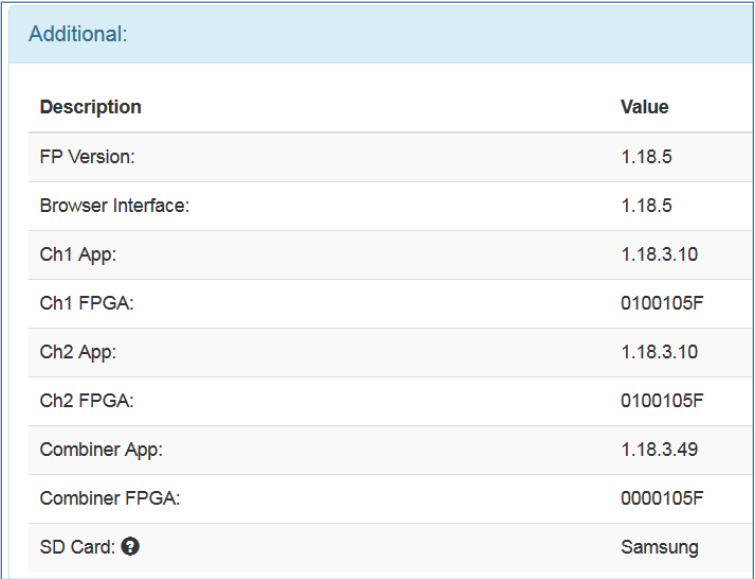 Additional:
Description Value
FP Version: 1.18.5
Browser Interface: 1.18.5
Ch1 App: 1.18.3.10
Ch1 FPGA: 0100105F
Ch2 App: 1.18.3.10
Ch2 FPGA: 0100105F
Combiner App: 1.18.3.49
Combiner FPGA: 0000105F
SD Card: ? Samsung